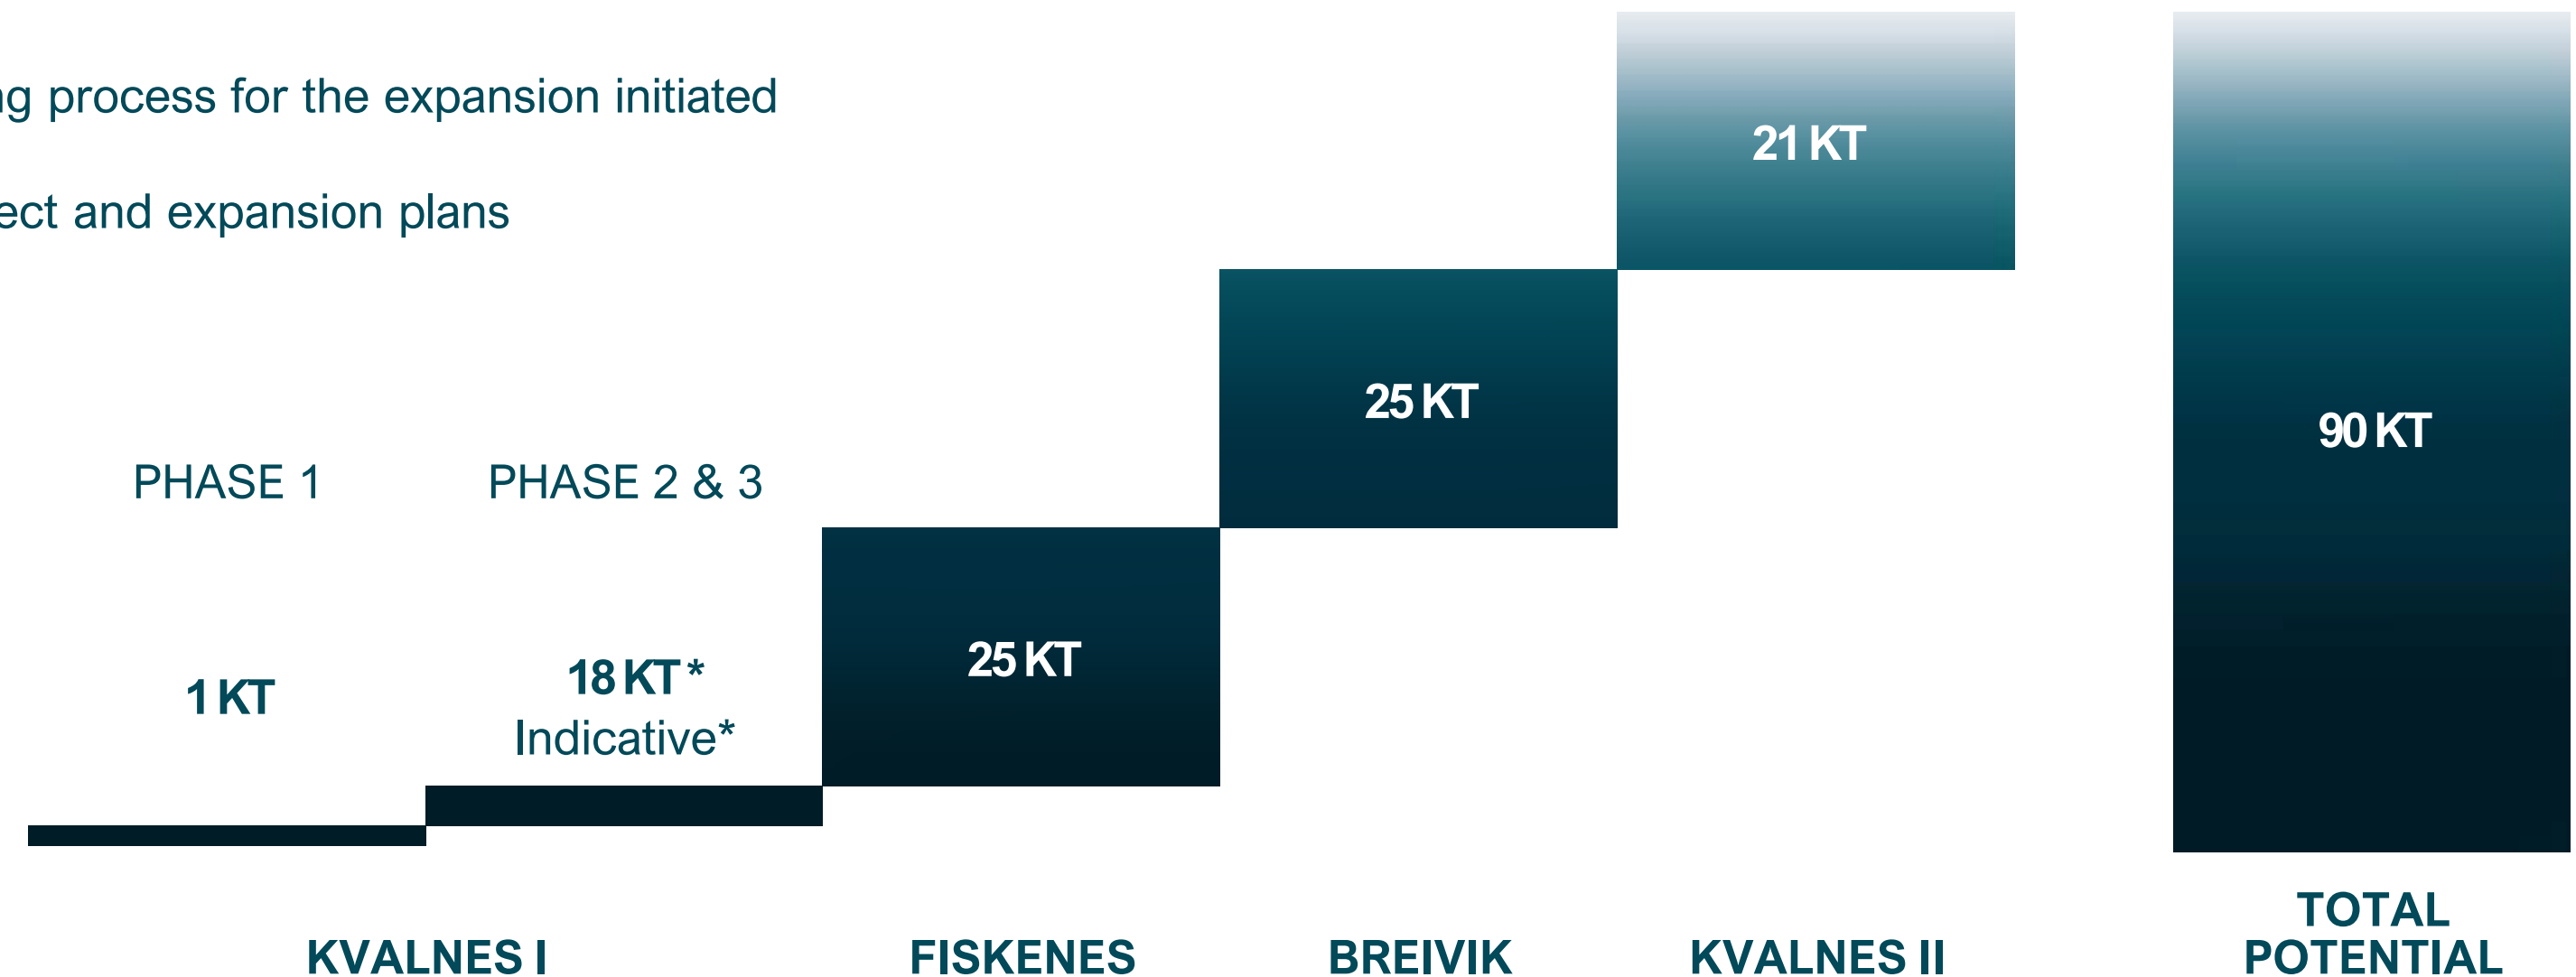 process for the expansion initiated
and expansion plans
PHASE 1
PHASE 2 & 3
1 KT
18 KT *
Indicative*
25 KT
25 KT
21 KT
90 KT
KVALNES I
FISKENES
BREIVIK
KVALNES II
TOTAL
POTENTIAL